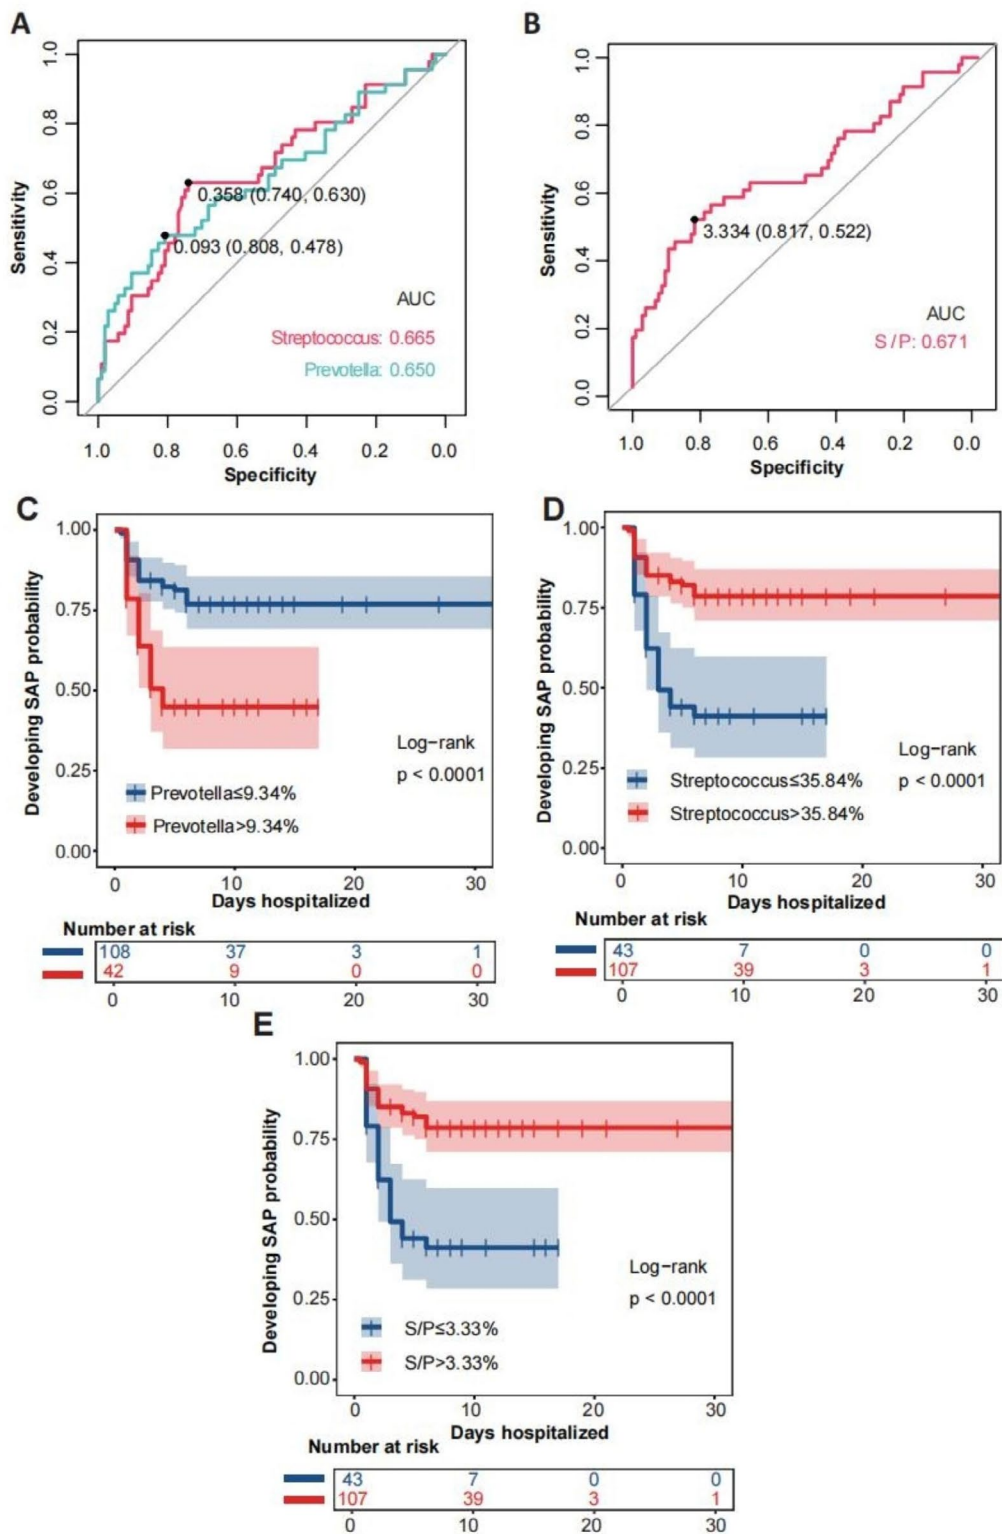 A
1.0
0.8
0.6
0.4
0.2
0.0
Sensitivity
0.358 (0.740, 0.630)
0.093 (0.808, 0.478)
AUC
Streptococcus: 0.665
Prevotella: 0.650
1.0 0.8 0.6 0.4 0.2 0.0
Specificity
B
1.0
0.8
0.6
0.4
0.2
0.0
Sensitivity
3.334 (0.817, 0.522)
AUC
S/P: 0.671
1.0 0.8 0.6 0.4 0.2 0.0
Specificity
C
1.00
0.75
0.50
0.25
0.00
Developing SAP probability
Log-rank
p < 0.0001
Prevotella≤9.34%
Prevotella>9.34%
0 10 20 30
Days hospitalized
Number at risk
108 37 3 1
42 9 0 0
0 10 20 30
D
1.00
0.75
0.50
0.25
0.00
Developing SAP probability
Log-rank
p < 0.0001
Streptococcus≤35.84%
Streptococcus>35.84%
0 10 20 30
Days hospitalized
Number at risk
43 7 0 0
107 39 3 1
0 10 20 30
E
1.00
0.75
0.50
0.25
0.00
Developing SAP probability
Log-rank
p < 0.0001
S/P≤3.33%
S/P>3.33%
0 10 20 30
Days hospitalized
Number at risk
43 7 0 0
107 39 3 1
0 10 20 30